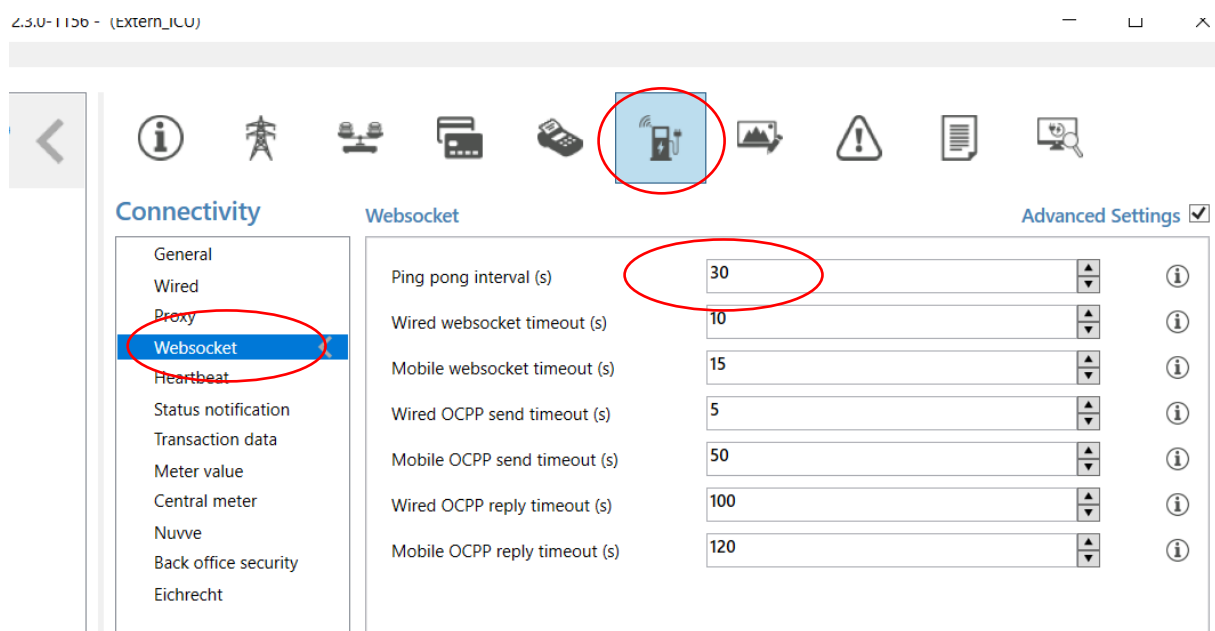 2.3.0-1156 - (Extern_ICU)
Connectivity
Websocket
Advanced Settings
General
Wired
Proxy
Websocket
Heartbeat
Status notification
Transaction data
Meter value
Central meter
Nuvve
Back office security
Eichrecht
Ping pong interval (s) 30
Wired websocket timeout (s) 10
Mobile websocket timeout (s) 15
Wired OCPP send timeout (s) 5
Mobile OCPP send timeout (s) 50
Wired OCPP reply timeout (s) 100
Mobile OCPP reply timeout (s) 120